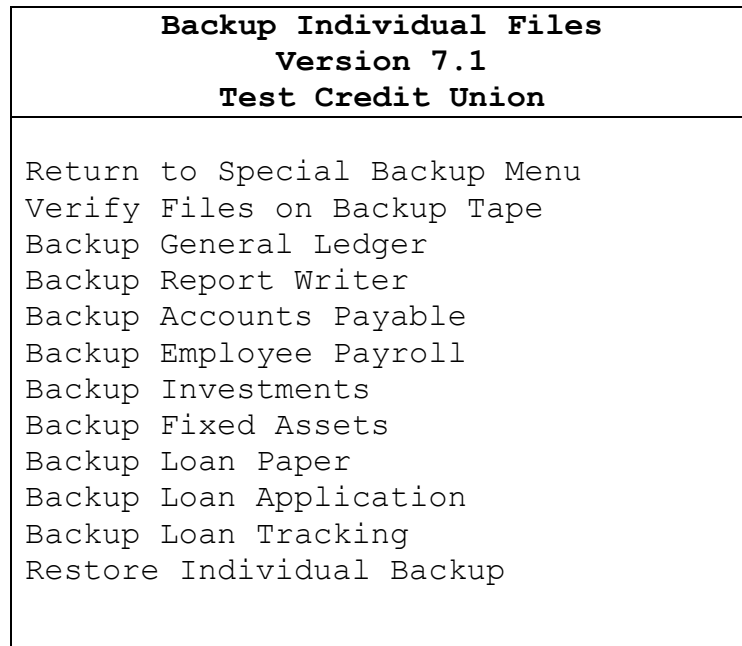 Backup Individual Files
Version 7.1
Test Credit Union
Return to Special Backup Menu
Verify Files on Backup Tape
Backup General Ledger
Backup Report Writer
Backup Accounts Payable
Backup Employee Payroll
Backup Investments
Backup Fixed Assets
Backup Loan Paper
Backup Loan Application
Backup Loan Tracking
Restore Individual Backup